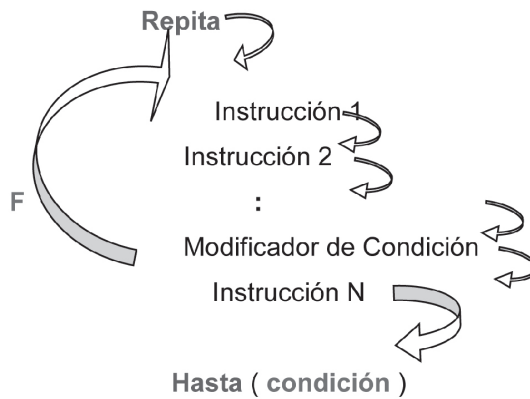 Repita
Instrucción 1
Instrucción 2
F
:
Modificador de Condición
Instrucción N
Hasta ( condición )